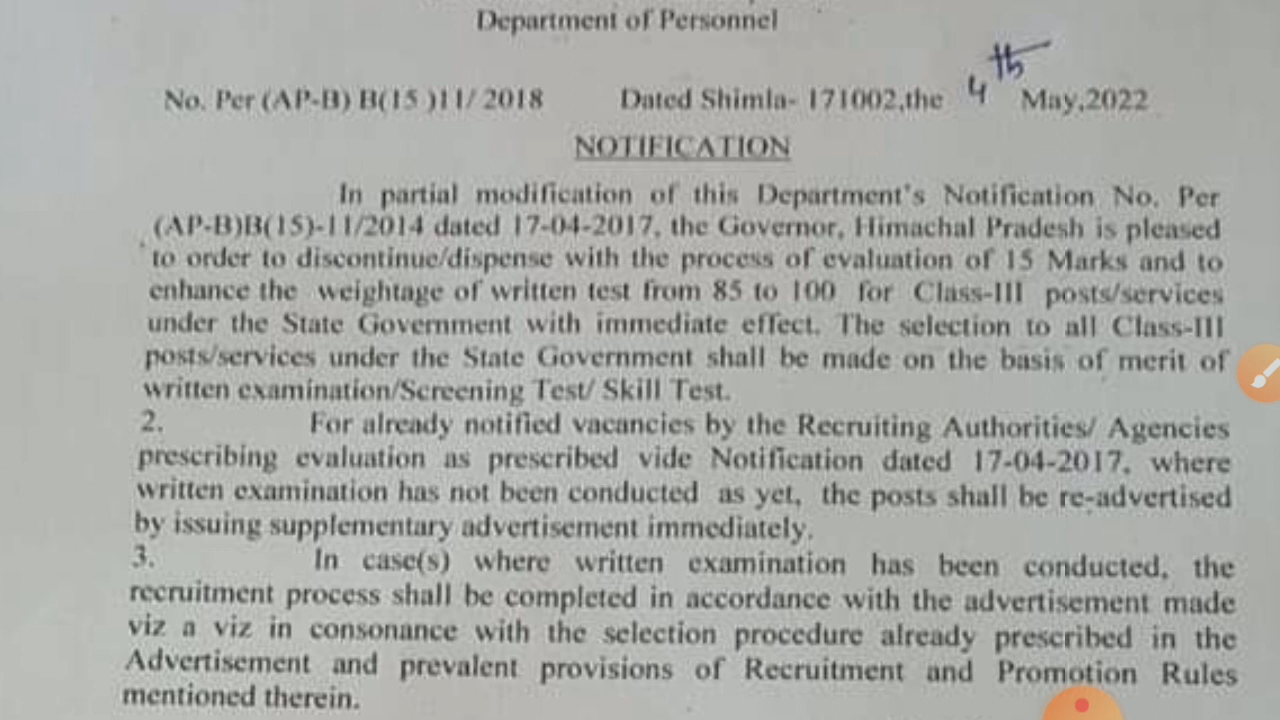 Department of Personnel
No. Per (AP-B) B(15 )11/ 2018 Dated Shimla- 171002,the 4th May,2022
NOTIFICATION
In partial modification of this Department's Notification No. Per
(AP-B)B(15)-11/2014 dated 17-04-2017, the Governor, Himachal Pradesh is pleased
to order to discontinue/dispense with the process of evaluation of 15 Marks and to
enhance the weightage of written test from 85 to 100 for Class-III posts/services
under the State Government with immediate effect. The selection to all Class-III
posts/services under the State Government shall be made on the basis of merit of
written examination/Screening Test/ Skill Test.
2. For already notified vacancies by the Recruiting Authorities/ Agencies
prescribing evaluation as prescribed vide Notification dated 17-04-2017, where
written examination has not been conducted as yet, the posts shall be re-advertised
by issuing supplementary advertisement immediately.
3. In case(s) where written examination has been conducted, the
recruitment process shall be completed in accordance with the advertisement made
viz a viz in consonance with the selection procedure already prescribed in the
Advertisement and prevalent provisions of Recruitment and Promotion Rules
mentioned therein.